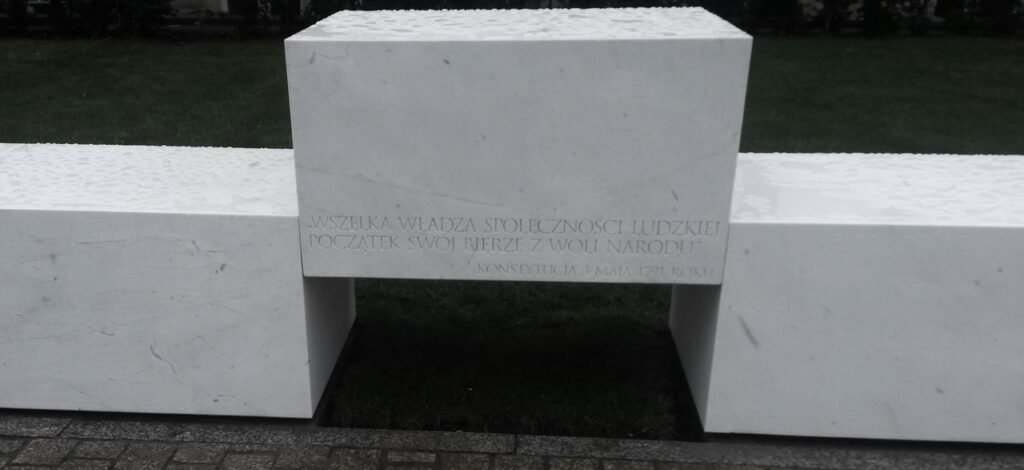 „WSZELKA WŁADZA SPOŁECZNOŚCI LUDZKIEJ
POCZĄTEK SWÓJ BIERZE Z WOLI NARODU”
KONSTYTUCJA 3 MAJA 1791 ROKU